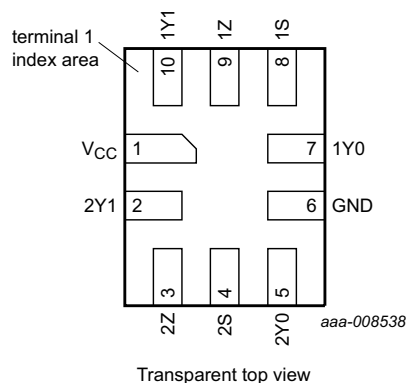 1Y1 1Z 1S
terminal 1
index area
10 9 8
VCC 1 7 1Y0
2Y1 2 6 GND
3 4 5
2Z 2S 2Y0
aaa-008538
Transparent top view